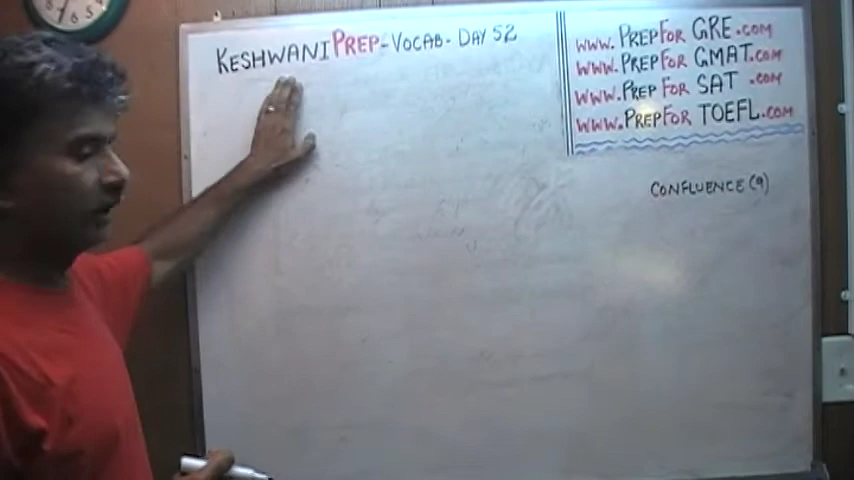 KESHWANI PREP - VOCAB - DAY 52
WWW. PREPFOR GRE.COM
WWW. PREPFOR GMAT.COM
WWW. PREP FOR SAT .COM
WWW. PREPFOR TOEFL.COM
CONFLUENCE (9)